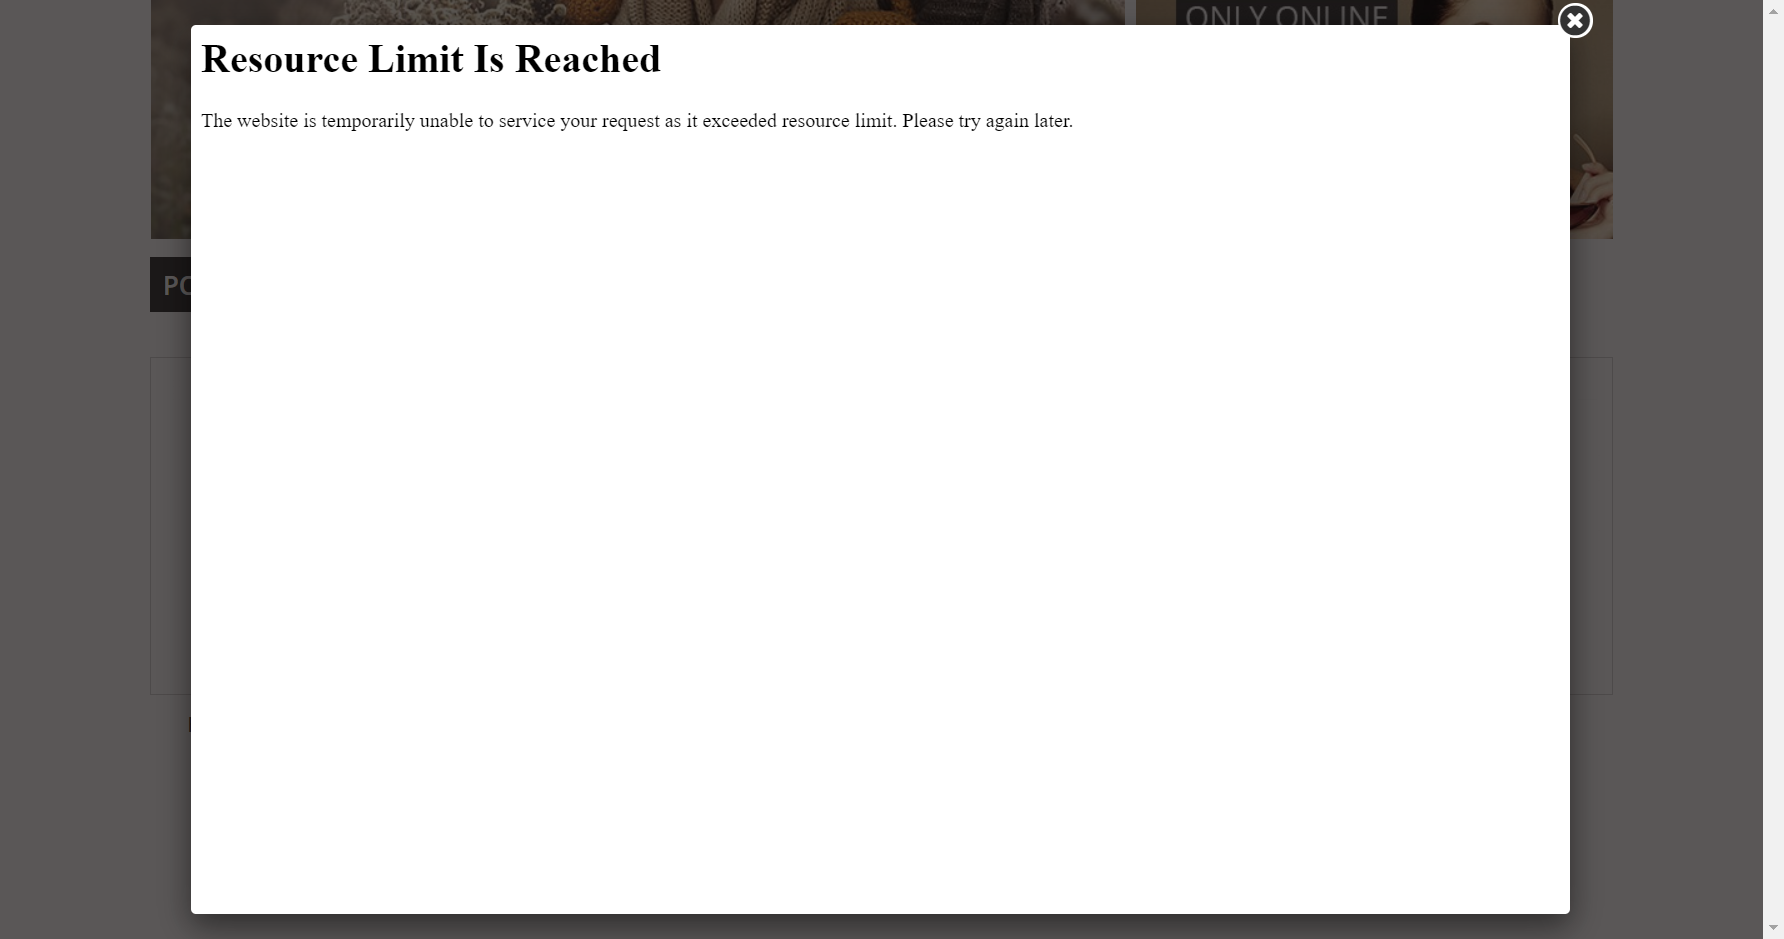 ONLY ONLINE
Resource Limit Is Reached
The website is temporarily unable to service your request as it exceeded resource limit. Please try again later.